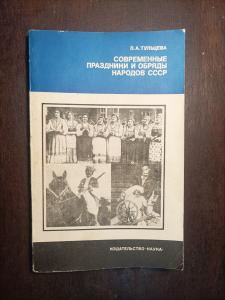 Л.А.ТУЛЬЦЕВА
СОВРЕМЕННЫЕ
ПРАЗДНИКИ И ОБРЯДЫ
НАРОДОВ СССР
ИЗДАТЕЛЬСТВО «НАУКА»